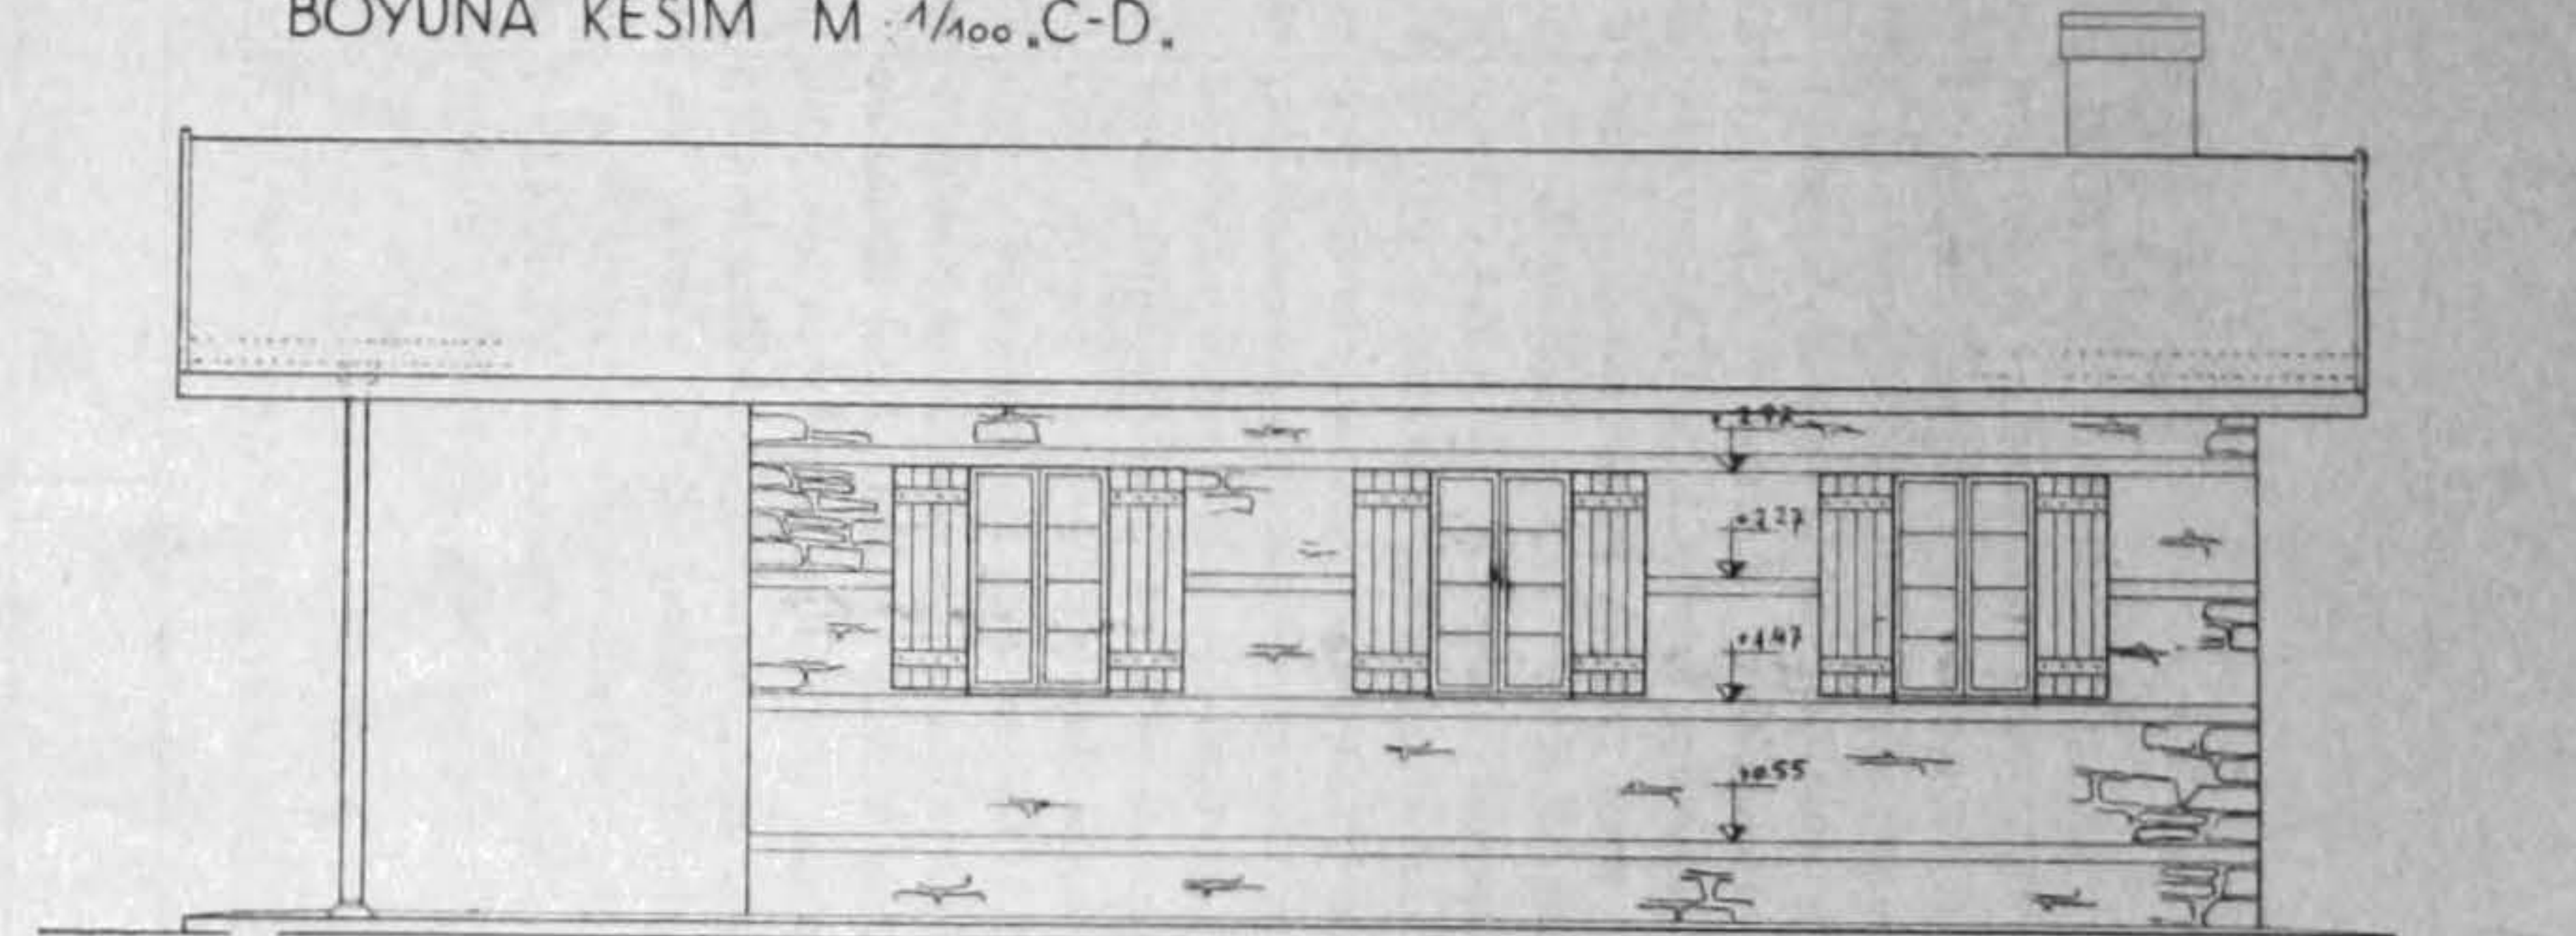 BOYUNA KESİM M. 1/100 „C-D„
+2.27
+1.47
+0.55